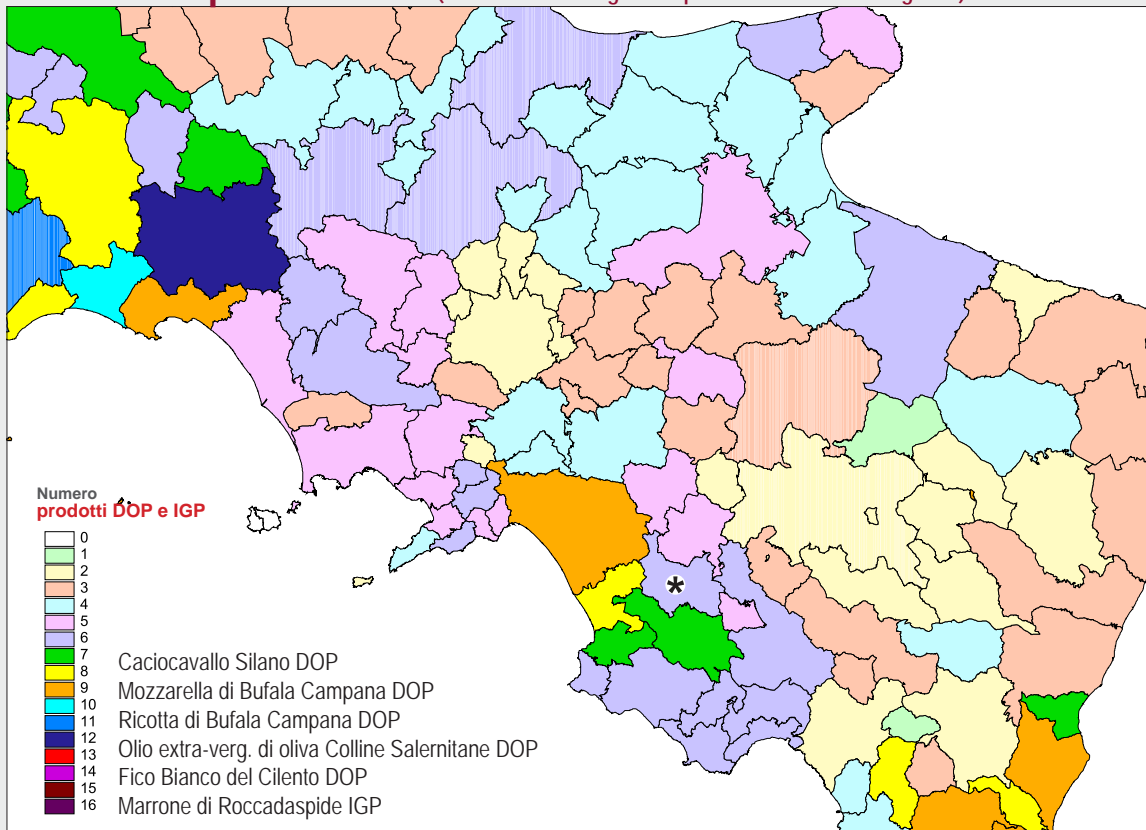 Numero
prodotti DOP e IGP
0
1
2
3
4
5
6
7
8
9
10
11
12
13
14
15
16
Caciocavallo Silano DOP
Mozzarella di Bufala Campana DOP
Ricotta di Bufala Campana DOP
Olio extra-verg. di oliva Colline Salernitane DOP
Fico Bianco del Cilento DOP
Marrone di Roccadaspide IGP
*